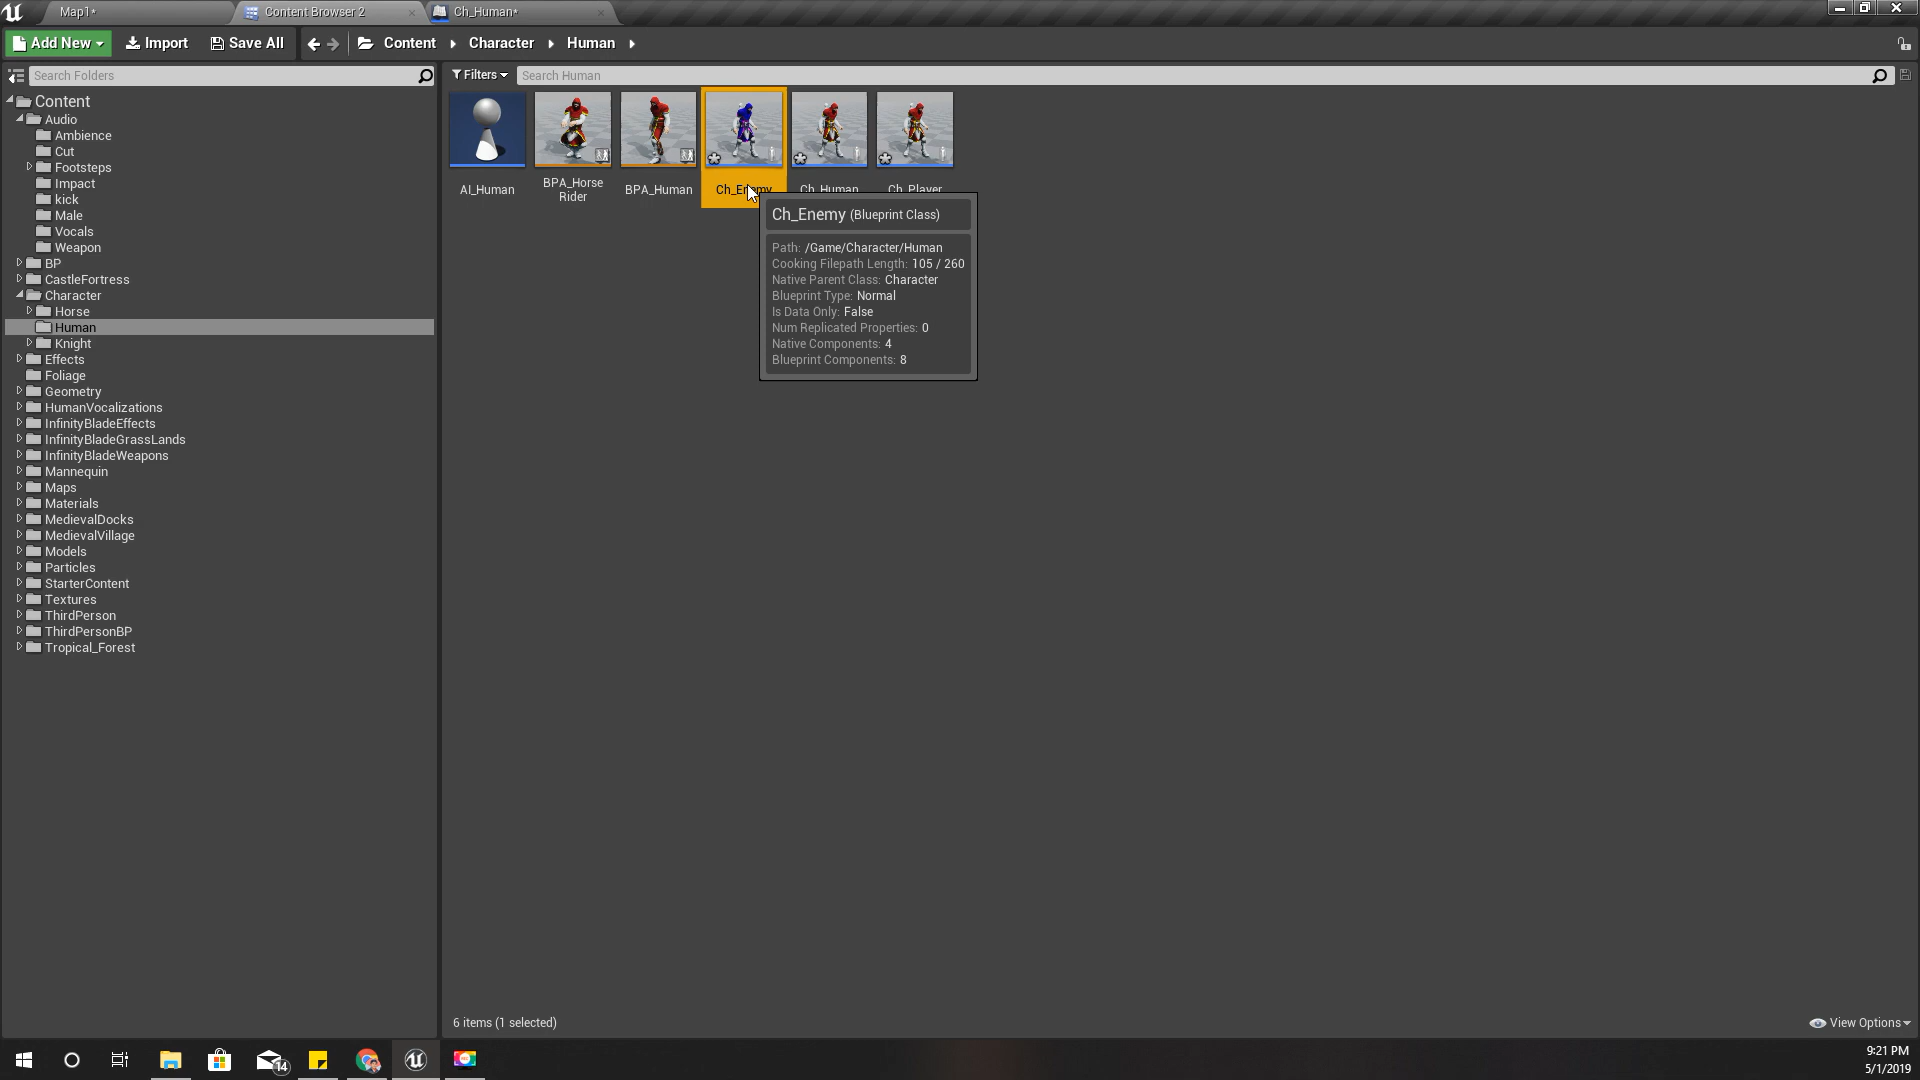 Map1*
Content Browser 2
Ch_Human*
Add New
Import
Save All
Content
Character
Human
Search Folders
Filters
Search Human
Content
Audio
Ambience
Cut
Footsteps
Impact
kick
Male
Vocals
Weapon
BP
CastleFortress
Character
Horse
Human
Knight
Effects
Foliage
Geometry
HumanVocalizations
InfinityBladeEffects
InfinityBladeGrassLands
InfinityBladeWeapons
Mannequin
Maps
Materials
MedievalDocks
MedievalVillage
Models
Particles
StarterContent
Textures
ThirdPerson
ThirdPersonBP
Tropical_Forest
AI_Human
BPA_Horse
Rider
BPA_Human
Ch_Enemy
Ch_Human
Ch_Player
Ch_Enemy (Blueprint Class)
Path: /Game/Character/Human
Cooking Filepath Length: 105 / 260
Native Parent Class: Character
Blueprint Type: Normal
Is Data Only: False
Num Replicated Properties: 0
Native Components: 4
Blueprint Components: 8
6 items (1 selected)
View Options
14
9:21 PM
5/1/2019